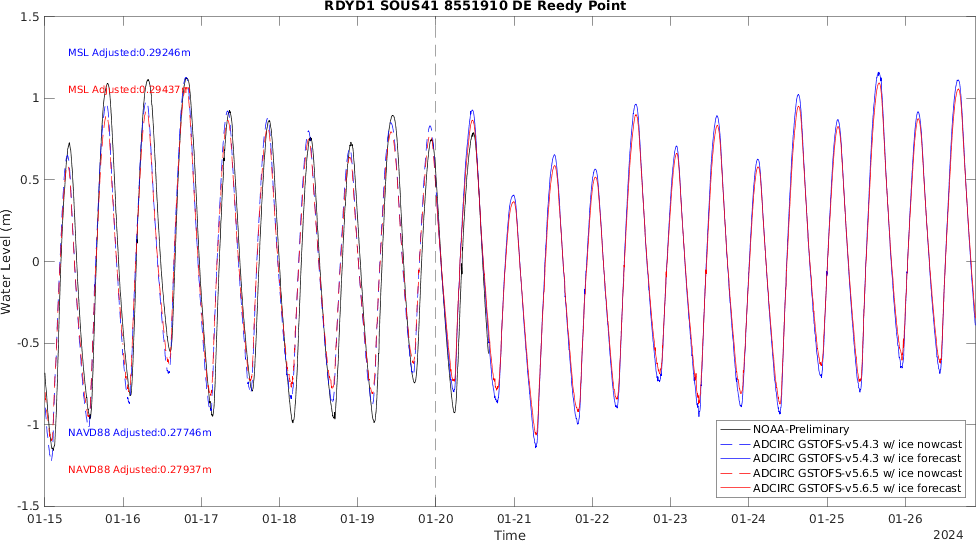 RDYD1 SOUS41 8551910 DE Reedy Point
1.5
1
0.5
0
-0.5
-1
-1.5
Water Level (m)
MSL Adjusted:0.29246m
MSL Adjusted:0.29437m
NAVD88 Adjusted:0.27746m
NAVD88 Adjusted:0.27937m
NOAA-Preliminary
ADCIRC GSTOFS-v5.4.3 w/ ice nowcast
ADCIRC GSTOFS-v5.4.3 w/ ice forecast
ADCIRC GSTOFS-v5.6.5 w/ ice nowcast
ADCIRC GSTOFS-v5.6.5 w/ ice forecast
01-15 01-16 01-17 01-18 01-19 01-20 01-21 01-22 01-23 01-24 01-25 01-26
Time
2024